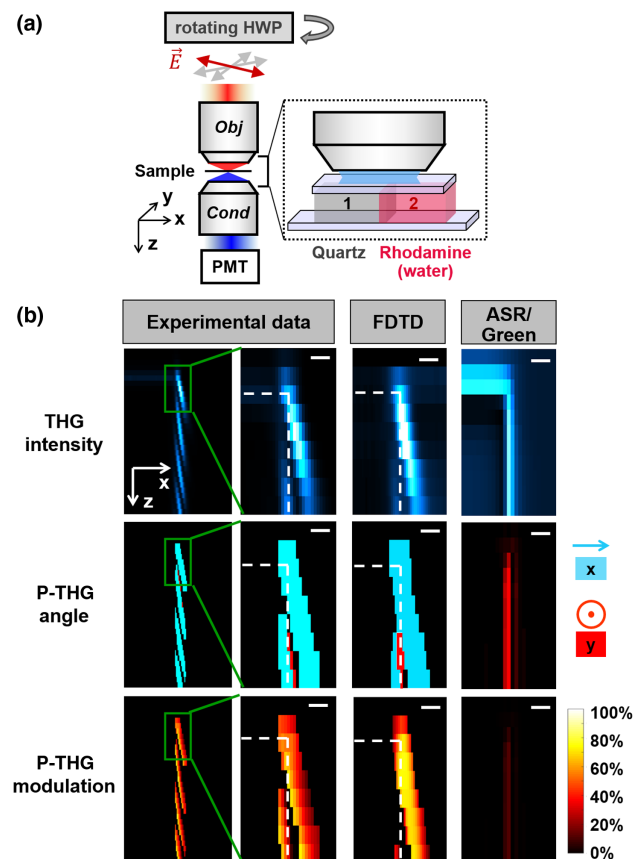 (a)
rotating HWP
E
Obj
Sample
y
x
z
Cond
PMT
1
2
Quartz
Rhodamine
(water)
(b)
Experimental data
FDTD
ASR/
Green
THG
intensity
x
z
P-THG
angle
x
y
P-THG
modulation
100%
80%
60%
40%
20%
0%